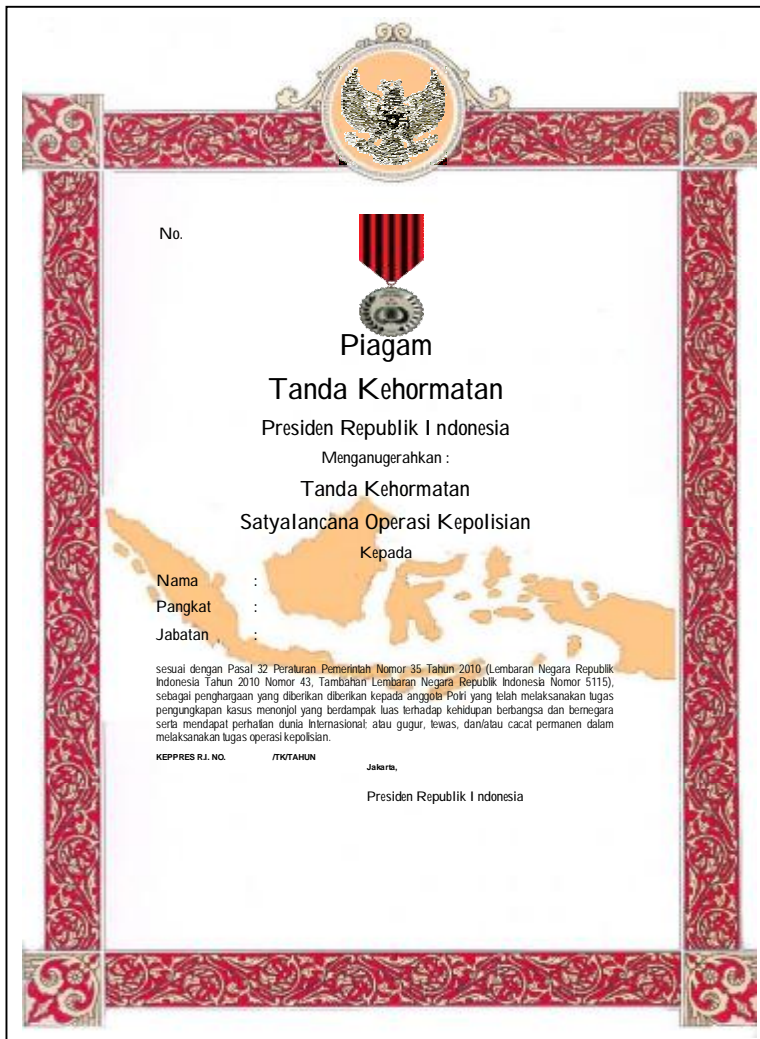 No.
Piagam
Tanda Kehormatan
Presiden Republik Indonesia
Menganugerahkan :
Tanda Kehormatan
Satyalancana Operasi Kepolisian
Kepada
Nama :
Pangkat :
Jabatan :
sesuai dengan Pasal 32 Peraturan Pemerintah Nomor 35 Tahun 2010 (Lembaran Negara Republik
Indonesia Tahun 2010 Nomor 43, Tambahan Lembaran Negara Republik Indonesia Nomor 5115),
sebagai penghargaan yang diberikan diberikan kepada anggota Polri yang telah melaksanakan tugas
pengungkapan kasus menonjol yang berdampak luas terhadap kehidupan berbangsa dan bernegara
serta mendapat perhatian dunia Internasional; atau gugur, tewas, dan/atau cacat permanen dalam
melaksanakan tugas operasi kepolisian.
KEPPRES R.I. NO. /TK/TAHUN
Jakarta,
Presiden Republik Indonesia